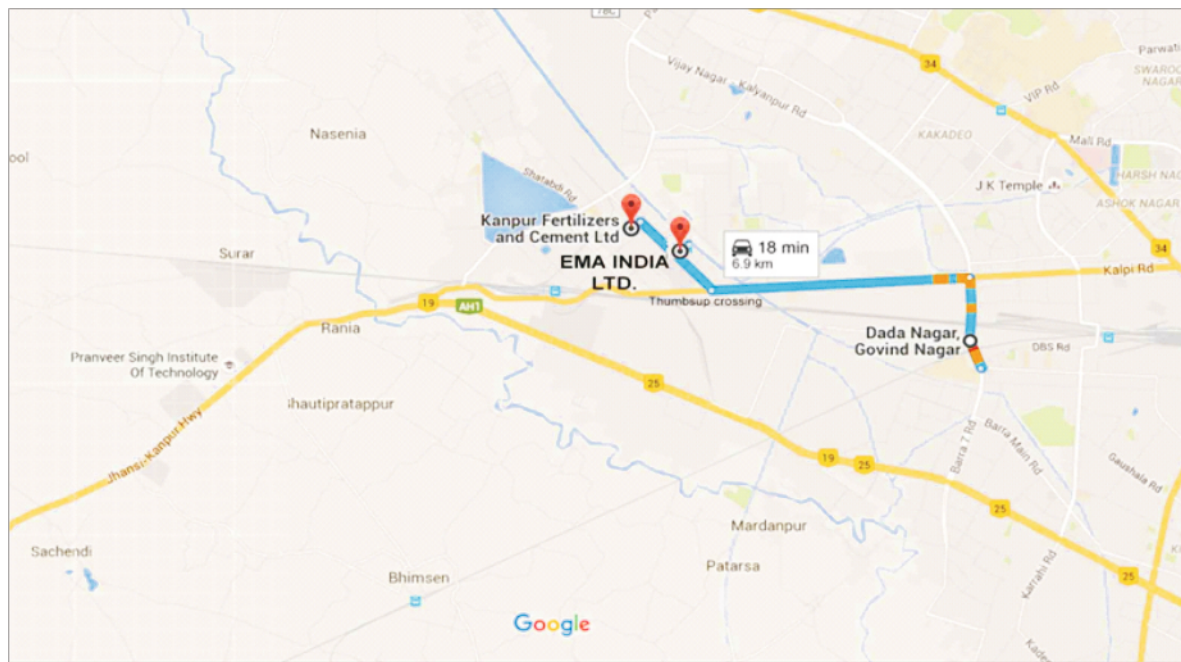 34
Parwati
VIP Rd
SWAROO
NAGAR
Vijay Nagar - Kalyanpur Rd
KAKADEO
Mall Rd
Nasenia
ool
Shatabdi Rd
J K Temple
HARSH NAG
ASHOK NAGAR
Kanpur Fertilizers
and Cement Ltd
EMA INDIA
LTD.
18 min
6.9 km
34
Surar
Kalpi Rd
Thumbsup crossing
19
AH1
Rania
Dada Nagar,
Govind Nagar
DBS Rd
Pranveer Singh Institute
Of Technology
25
Bhautipratappur
Jhansi-Kanpur Hwy
Barra 7 Rd
Barra Main Rd
Gaushala Rd
19
25
25
Mardanpur
Sachendi
Bhimsen
Patarsa
Karrahi Rd
25
Google